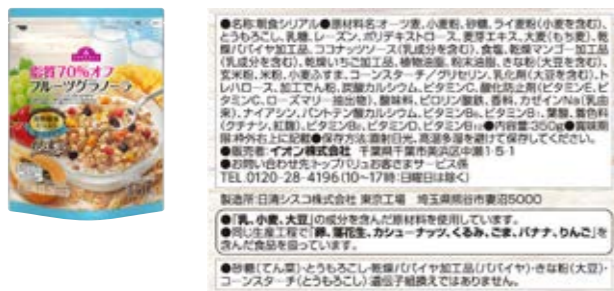 脂質70%オフ
フルーツグラノーラ
●名称:朝食シリアル●原材料名:オーツ麦、小麦粉、砂糖、ライ麦粉(小麦を含む)、
とうもろこし、乳糖、レーズン、ポリデキストロース、麦芽エキス、大麦(もち麦)、乾
燥パパイヤ加工品、ココナッツソース(乳成分を含む)、食塩、乾燥マンゴー加工品
(乳成分を含む)、乾燥いちご加工品、植物油脂、粉末油脂、きな粉(大豆を含む)、
玄米粉、米粉、小麦ふすま、コーンスターチ/グリセリン、乳化剤(大豆を含む)、ト
レハロース、加工でん粉、炭酸カルシウム、ビタミンC、酸化防止剤(ビタミンE、ビ
タミンC、ローズマリー抽出物)、酸味料、ピロリン酸鉄、香料、カゼインNa(乳由
来)、ナイアシン、パントテン酸カルシウム、ビタミンB₆、ビタミンB₁、葉酸、着色料
(クチナシ、紅麹)、ビタミンB₂、ビタミンD、ビタミンB₁₂●内容量:350g●賞味期
限:枠外右上に記載●保存方法:直射日光、高温多湿を避けて保存してください。
●販売者:イオン株式会社 千葉県千葉市美浜区中瀬1-5-1
●お問い合わせ先:トップバリュお客さまサービス係
TEL 0120-28-4196(10~17時:日曜日は除く)
製造所:日清シスコ株式会社 東京工場 埼玉県熊谷市妻沼5000
●「乳、小麦、大豆」の成分を含んだ原材料を使用しています。
●同じ生産工程で「卵、落花生、カシューナッツ、くるみ、ごま、バナナ、りんご」を
含んだ食品を扱っています。
●砂糖(てん菜)・とうもろこし・乾燥パパイヤ加工品(パパイヤ)・きな粉(大豆)・
コーンスターチ(とうもろこし):遺伝子組換えではありません。